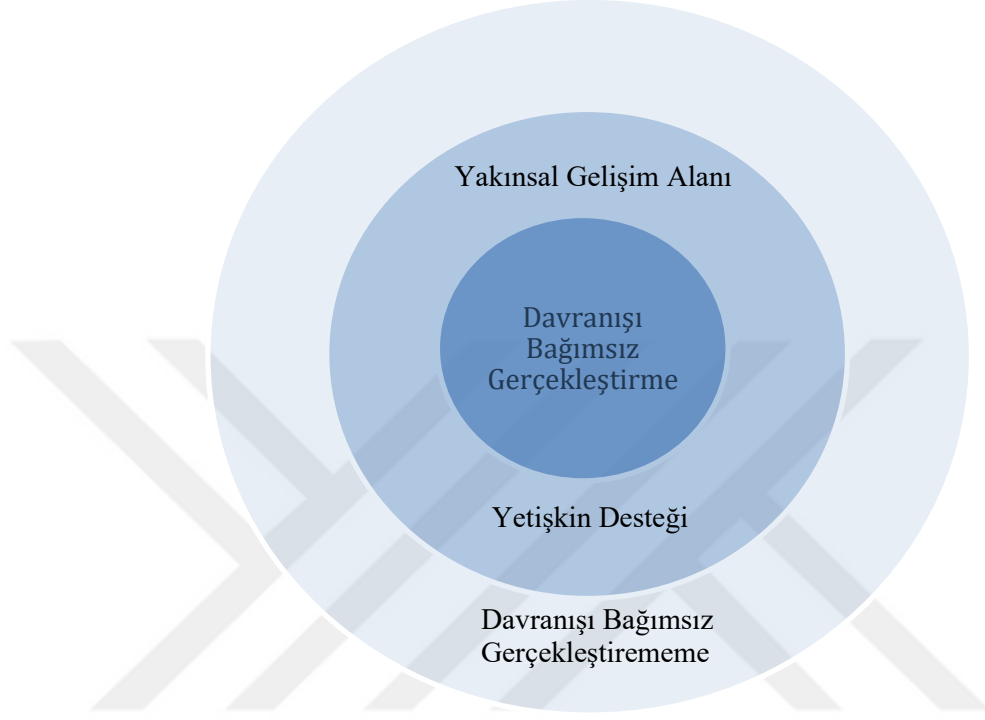 Yakınsal Gelişim Alanı
Davranışı
Bağımsız
Gerçekleştirme
Yetişkin Desteği
Davranışı Bağımsız
Gerçekleştirememe